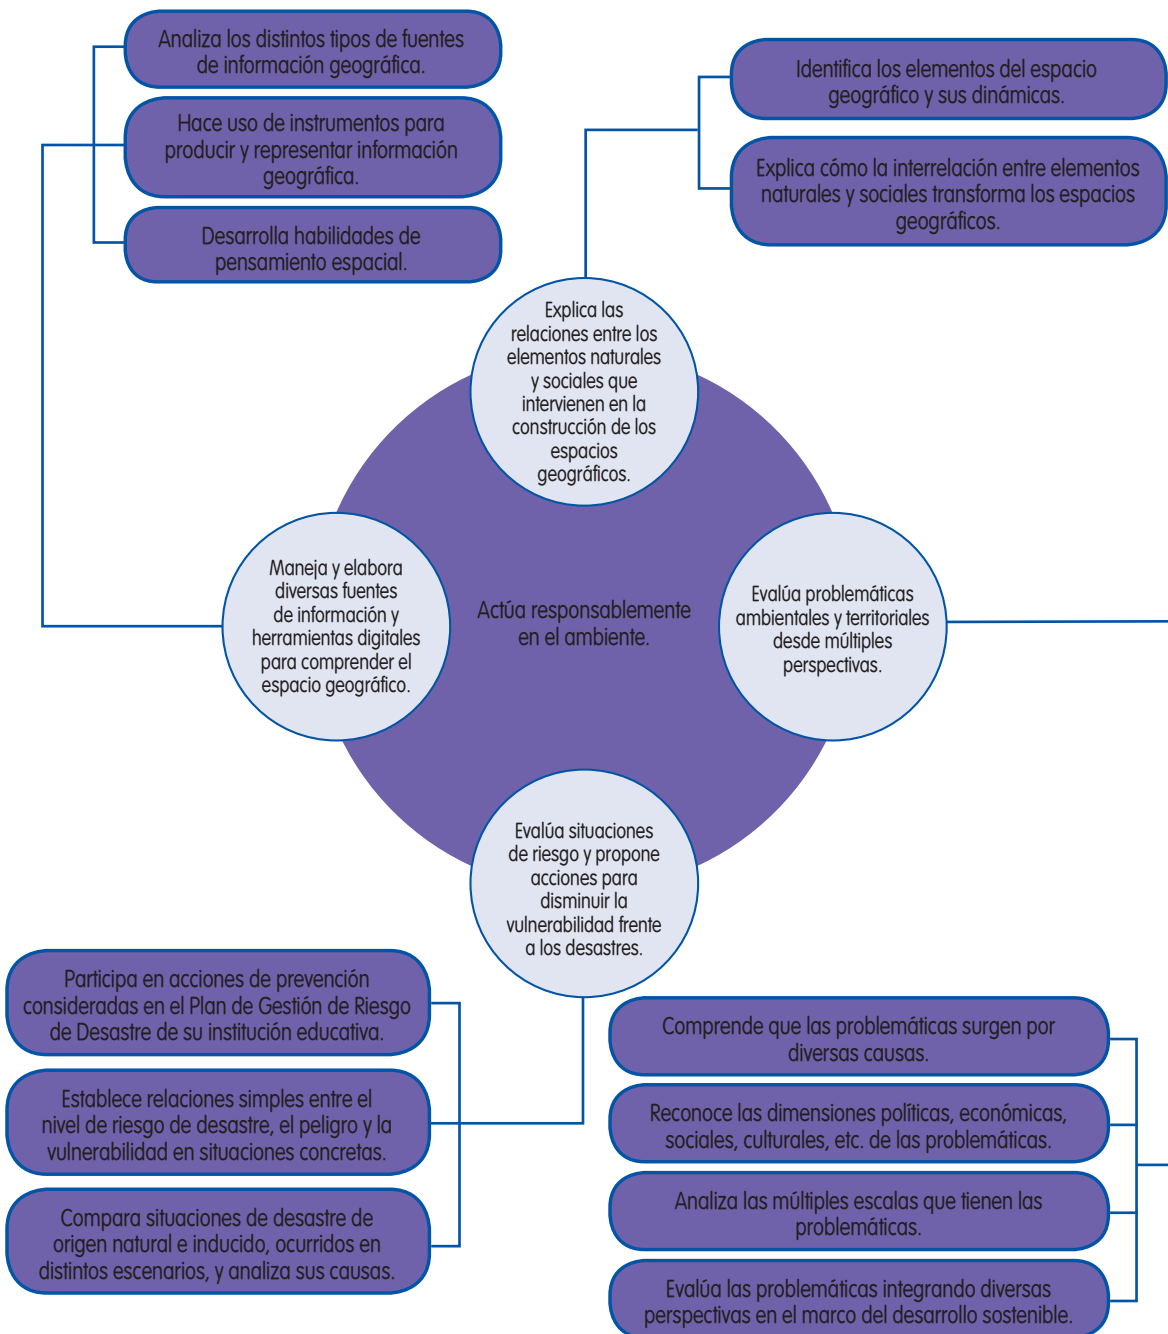 Analiza los distintos tipos de fuentes
de información geográfica.
Hace uso de instrumentos para
producir y representar información
geográfica.
Desarrolla habilidades de
pensamiento espacial.
Identifica los elementos del espacio
geográfico y sus dinámicas.
Explica cómo la interrelación entre elementos
naturales y sociales transforma los espacios
geográficos.
Explica las
relaciones entre los
elementos naturales
y sociales que
intervienen en la
construcción de los
espacios
geográficos.
Maneja y elabora
diversas fuentes
de información y
herramientas digitales
para comprender el
espacio geográfico.
Actúa responsablemente
en el ambiente.
Evalúa problemáticas
ambientales y territoriales
desde múltiples
perspectivas.
Evalúa situaciones
de riesgo y propone
acciones para
disminuir la
vulnerabilidad frente
a los desastres.
Participa en acciones de prevención
consideradas en el Plan de Gestión de Riesgo
de Desastre de su institución educativa.
Establece relaciones simples entre el
nivel de riesgo de desastre, el peligro y la
vulnerabilidad en situaciones concretas.
Compara situaciones de desastre de
origen natural e inducido, ocurridos en
distintos escenarios, y analiza sus causas.
Comprende que las problemáticas surgen por
diversas causas.
Reconoce las dimensiones políticas, económicas,
sociales, culturales, etc. de las problemáticas.
Analiza las múltiples escalas que tienen las
problemáticas.
Evalúa las problemáticas integrando diversas
perspectivas en el marco del desarrollo sostenible.